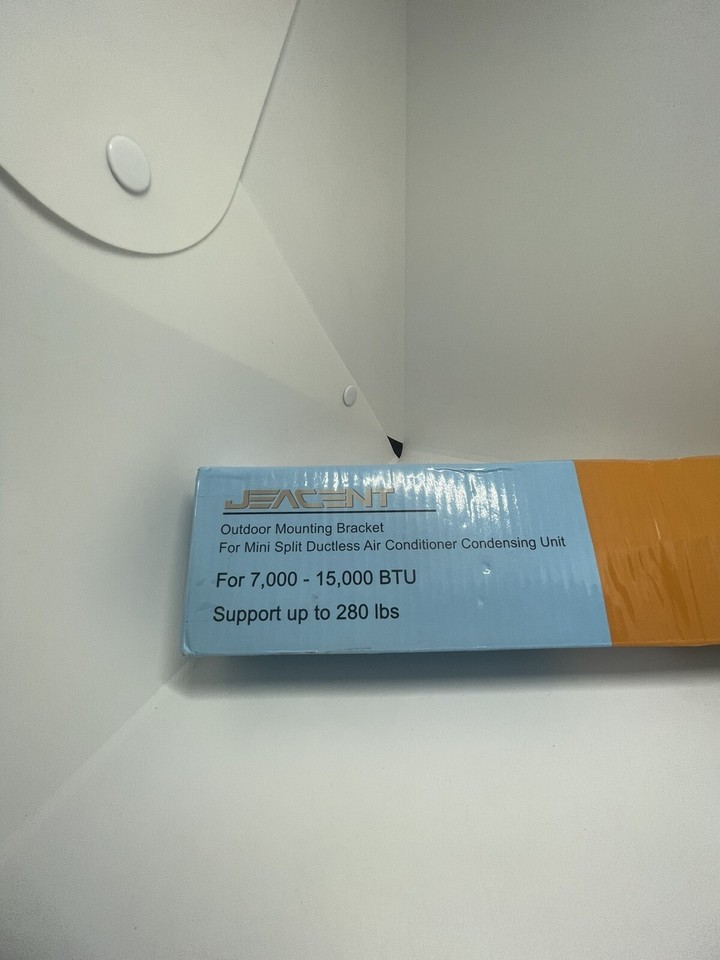 JEACENT
Outdoor Mounting Bracket
For Mini Split Ductless Air Conditioner Condensing Unit
For 7,000 - 15,000 BTU
Support up to 280 lbs